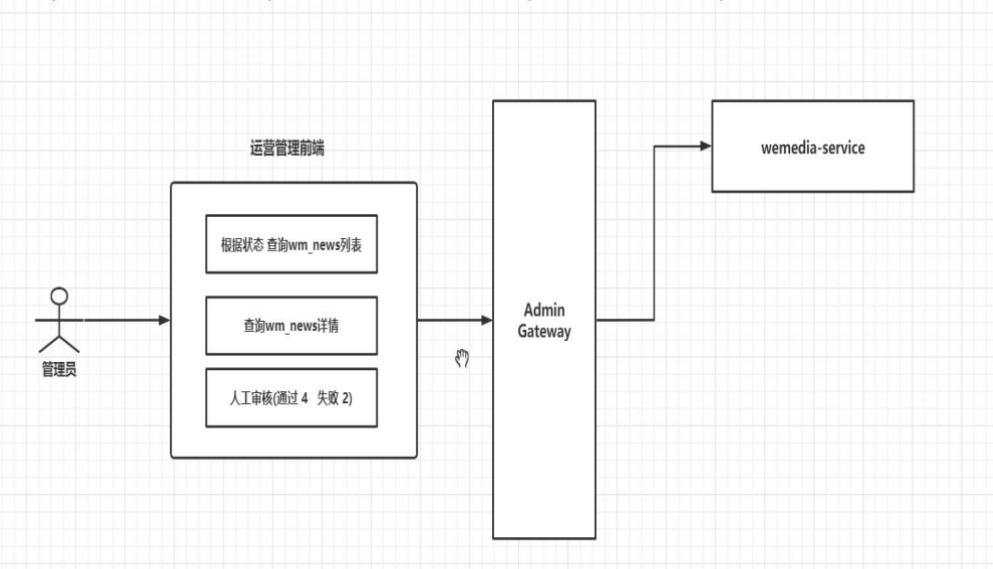 运营管理前端
wemedia-service
根据状态 查询wm_news列表
查询wm_news详情
Admin
Gateway
管理员
人工审核(通过 4 失败 2)